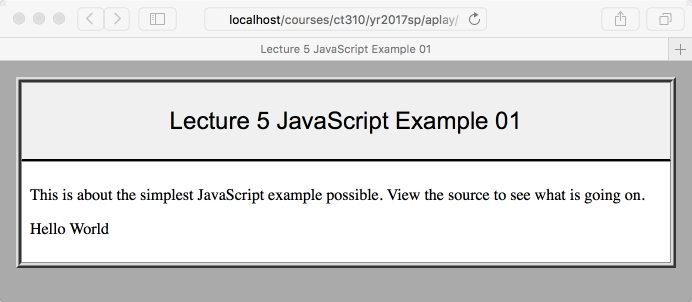 localhost/courses/ct310/yr2017sp/aplay/
Lecture 5 JavaScript Example 01
Lecture 5 JavaScript Example 01
This is about the simplest JavaScript example possible. View the source to see what is going on.
Hello World